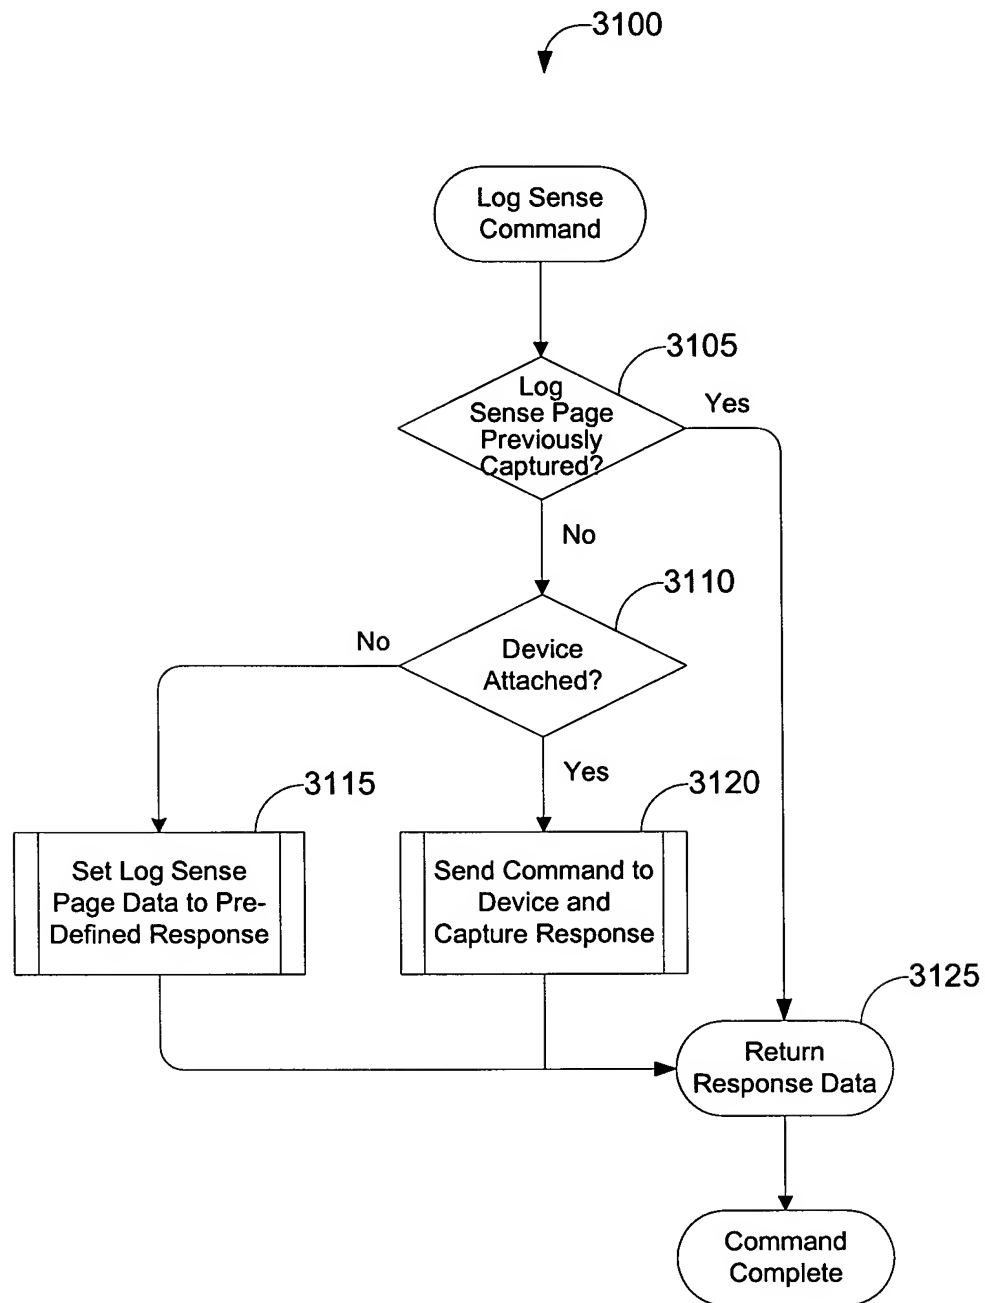 3100
Log Sense
Command
3105
Log
Sense Page
Previously
Captured?
Yes
No
3110
Device
Attached?
No
Yes
3115
3120
Set Log Sense
Page Data to Pre-
Defined Response
Send Command to
Device and
Capture Response
3125
Return
Response Data
Command
Complete